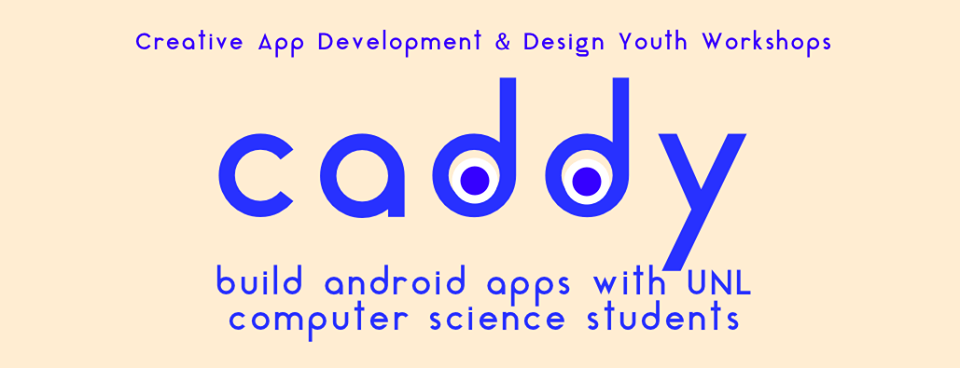 Creative App Development & Design Youth Workshops
caddy
build android apps with UNL
computer science students